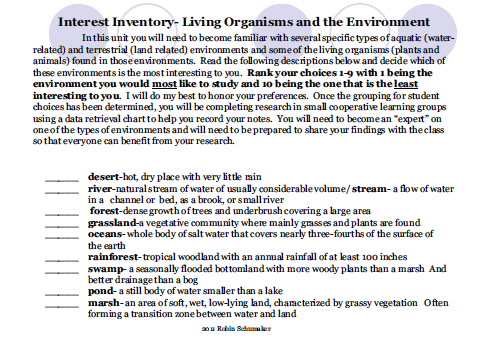 Interest Inventory- Living Organisms and the Environment
In this unit you will need to become familiar with several specific types of aquatic (water-
related) and terrestrial (land related) environments and some of the living organisms (plants and
animals) found in those environments. Read the following descriptions below and decide which of
these environments is the most interesting to you. Rank your choices 1-9 with 1 being the
environment you would most like to study and 10 being the one that is the least
interesting to you. I will do my best to honor your preferences. Once the grouping for student
choices has been determined, you will be completing research in small cooperative learning groups
using a data retrieval chart to help you record your notes. You will need to become an "expert" on
one of the types of environments and will need to be prepared to share your findings with the class
so that everyone can benefit from your research.
______ desert-hot, dry place with very little rain
______ river-natural stream of water of usually considerable volume/ stream- a flow of water
in a channel or bed, as a brook, or small river
______ forest-dense growth of trees and underbrush covering a large area
______ grassland-a vegetative community where mainly grasses and plants are found
______ oceans- whole body of salt water that covers nearly three-fourths of the surface of
the earth
______ rainforest- tropical woodland with an annual rainfall of at least 100 inches
______ swamp- a seasonally flooded bottomland with more woody plants than a marsh And
better drainage than a bog
______ pond- a still body of water smaller than a lake
______ marsh- an area of soft, wet, low-lying land, characterized by grassy vegetation Often
forming a transition zone between water and land
2011 Robin Schumaker